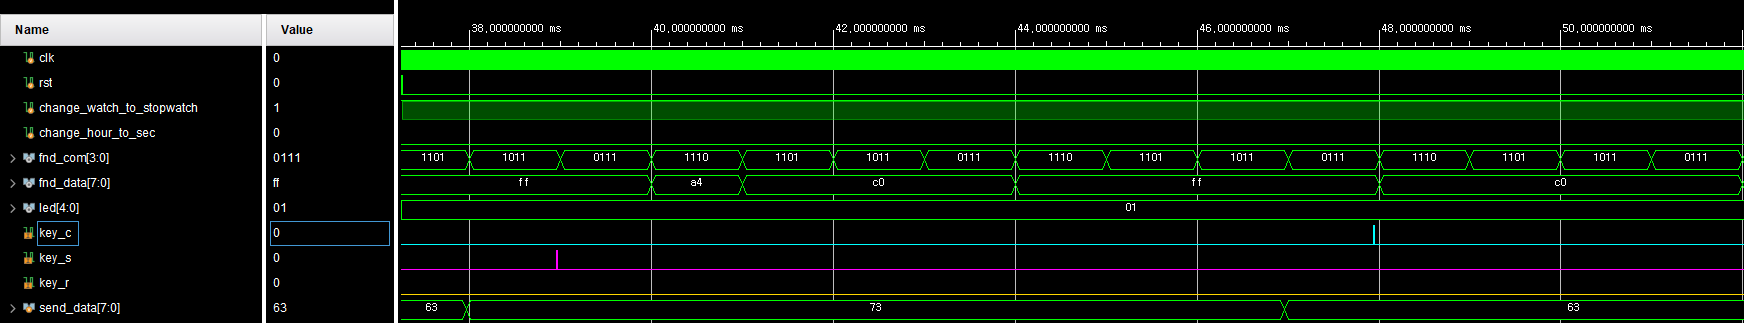 Name Value 38,000000000 ms 40,000000000 ms 42,000000000 ms 44,000000000 ms 46,000000000 ms 48,000000000 ms 50,000000000 ms
clk 0
rst 0
change_watch_to_stopwatch 1
change_hour_to_sec 0
fnd_com[3:0] 0111 1101 1011 0111 1110 1101 1011 0111 1110 1101 1011 0111 1110 1101 1011 0111
fnd_data[7:0] ff ff a4 c0 ff c0
led[4:0] 01 01
key_c 0
key_s 0
key_r 0
send_data[7:0] 63 63 73 63